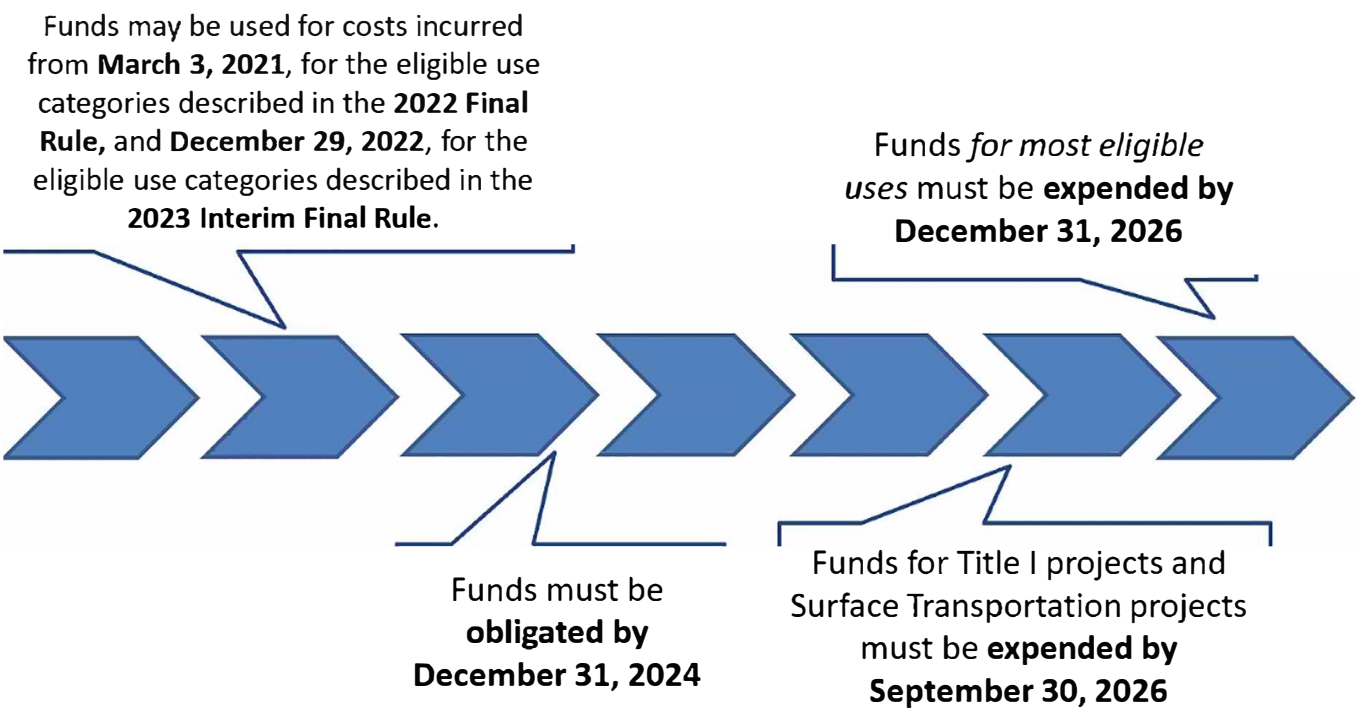 Funds may be used for costs incurred
from March 3, 2021, for the eligible use
categories described in the 2022 Final
Rule, and December 29, 2022, for the
eligible use categories described in the
2023 Interim Final Rule.
Funds for most eligible
uses must be expended by
December 31, 2026
Funds must be
obligated by
December 31, 2024
Funds for Title I projects and
Surface Transportation projects
must be expended by
September 30, 2026